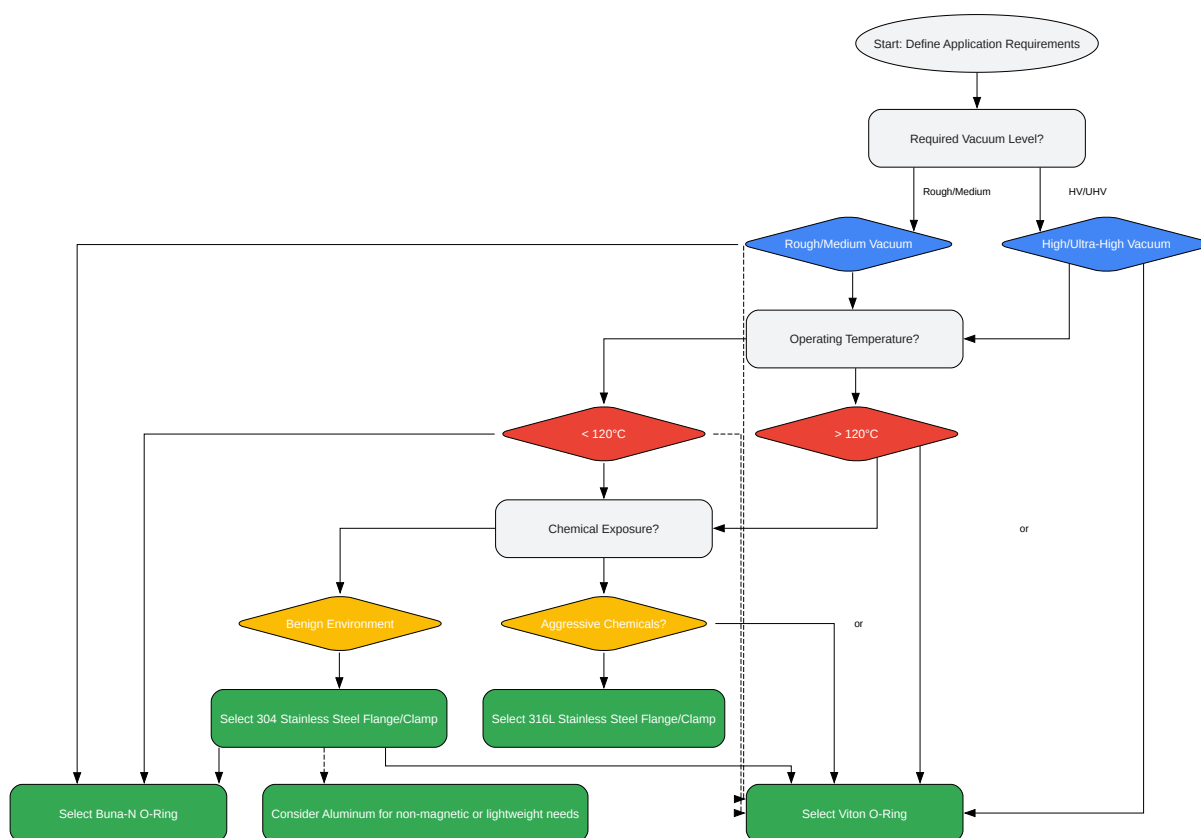 Start: Define Application Requirements
Required Vacuum Level?
Rough/Medium
HV/UHV
Rough/Medium Vacuum
High/Ultra-High Vacuum
Operating Temperature?
< 120°C
> 120°C
Chemical Exposure?
or
Benign Environment
Aggressive Chemicals?
or
Select 304 Stainless Steel Flange/Clamp
Select 316L Stainless Steel Flange/Clamp
Select Buna-N O-Ring
Consider Aluminum for non-magnetic or lightweight needs
Select Viton O-Ring